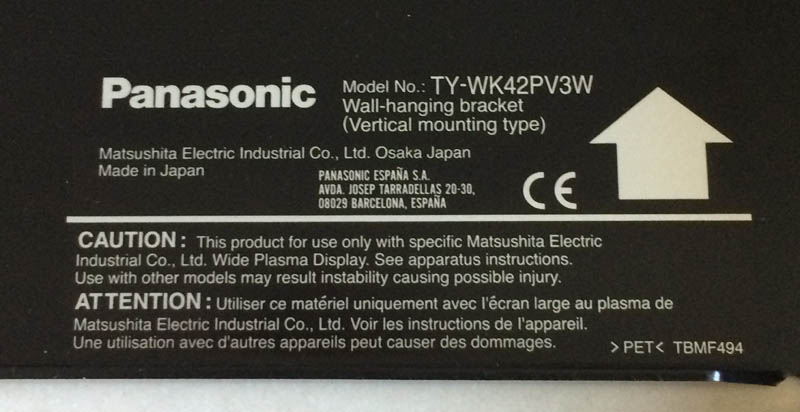 Panasonic
Model No.: TY-WK42PV3W
Wall-hanging bracket
(Vertical mounting type)
Matsushita Electric Industrial Co., Ltd. Osaka Japan
Made in Japan
PANASONIC ESPAÑA S.A.
AVDA. JOSEP TARRADELLAS 20-30,
08029 BARCELONA, ESPAÑA
CE
CAUTION: This product for use only with specific Matsushita Electric
Industrial Co., Ltd. Wide Plasma Display. See apparatus instructions.
Use with other models may result instability causing possible injury.
ATTENTION: Utiliser ce matériel uniquement avec l'écran large au plasma de
Matsushita Electric Industrial Co., Ltd. Voir les instructions de l'appareil.
Une utilisation avec d'autres appareils peut causer des dommages.
>PET< TBMF494